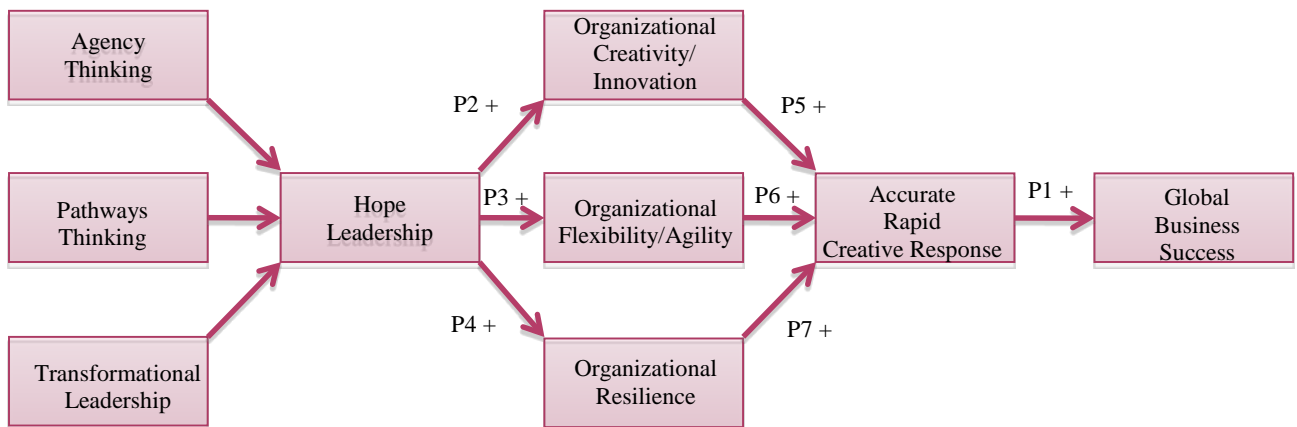 Agency
Thinking
Pathways
Thinking
Transformational
Leadership
Hope
Leadership
P2 +
P3 +
P4 +
Organizational
Creativity/
Innovation
Organizational
Flexibility/Agility
Organizational
Resilience
P5 +
P6 +
P7 +
Accurate
Rapid
Creative Response
P1 +
Global
Business
Success